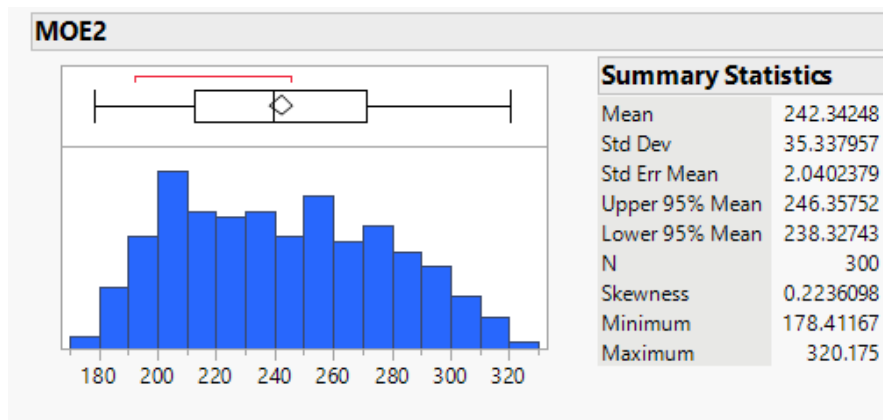 MOE2
180 200 220 240 260 280 300 320
Summary Statistics
Mean 242.34248
Std Dev 35.337957
Std Err Mean 2.0402379
Upper 95% Mean 246.35752
Lower 95% Mean 238.32743
N 300
Skewness 0.2236098
Minimum 178.41167
Maximum 320.175